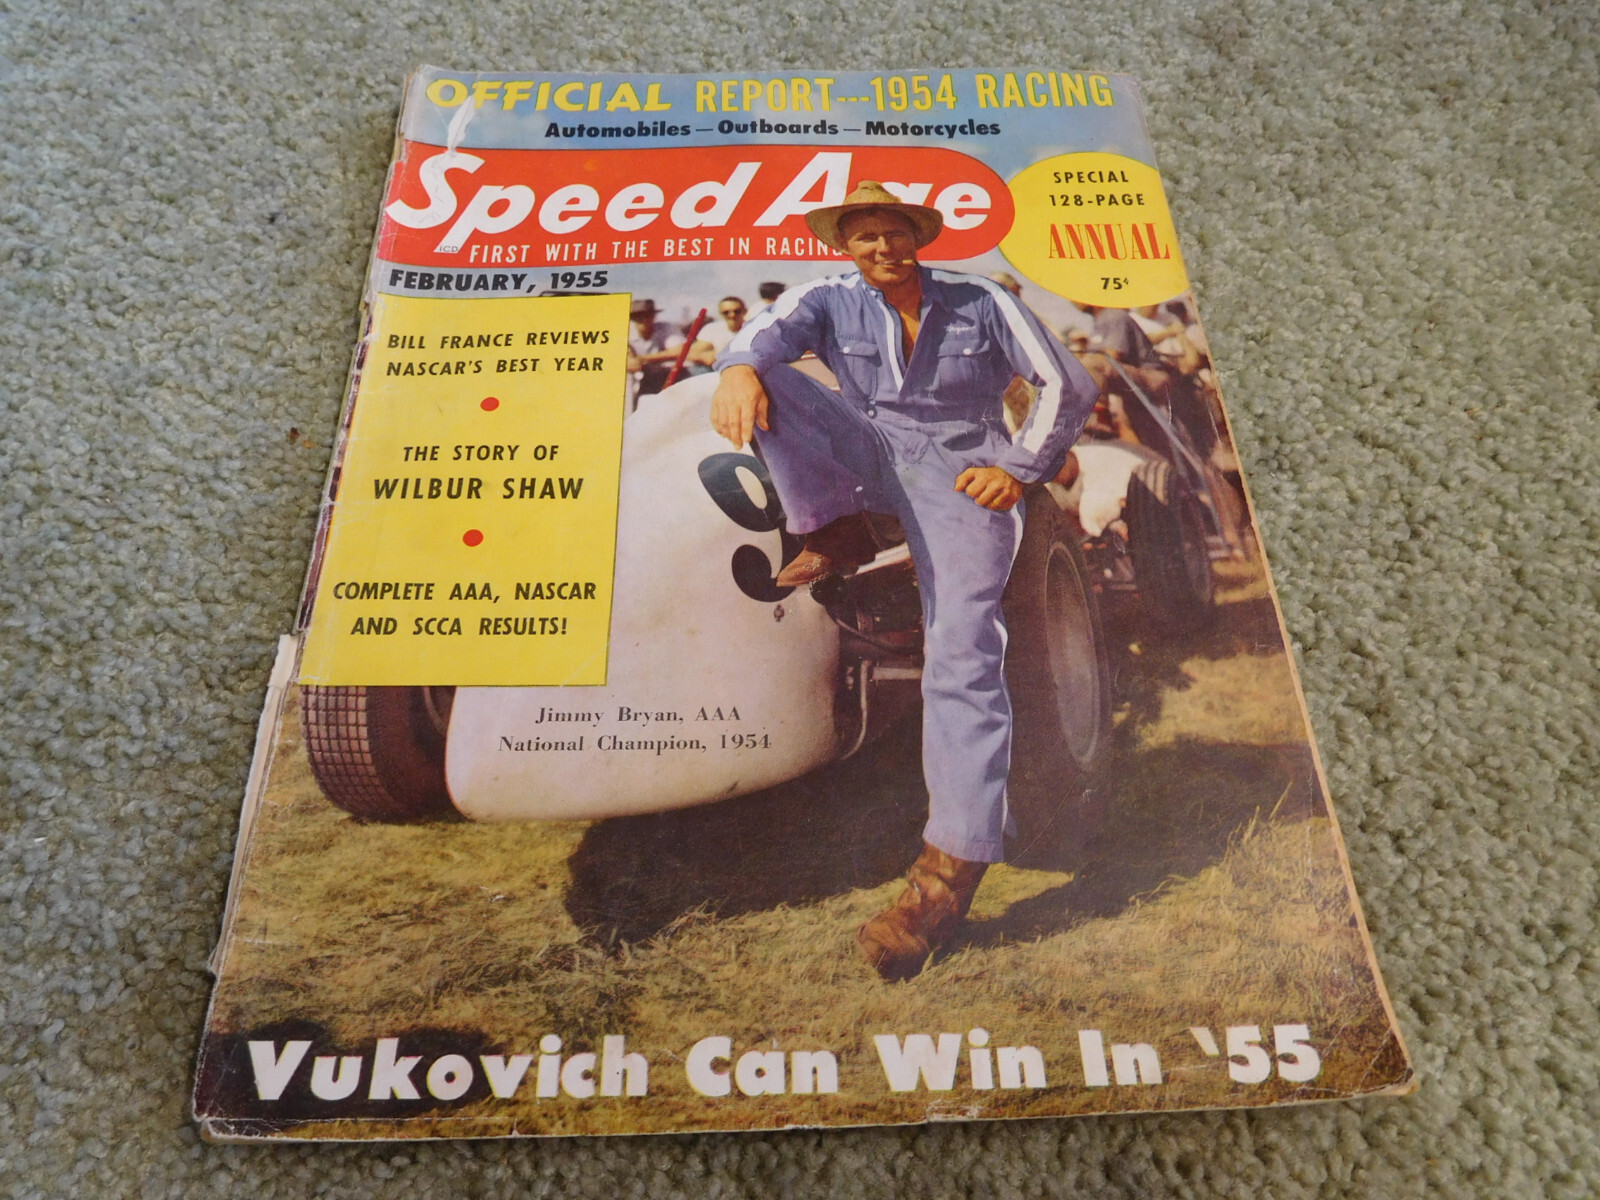 OFFICIAL REPORT---1954 RACING
Automobiles — Outboards — Motorcycles
Speed Age
ICD
FIRST WITH THE BEST IN RACING
SPECIAL
128-PAGE
ANNUAL
75¢
FEBRUARY, 1955
BILL FRANCE REVIEWS
NASCAR'S BEST YEAR
THE STORY OF
WILBUR SHAW
COMPLETE AAA, NASCAR
AND SCCA RESULTS!
9
Jimmy Bryan, AAA
National Champion, 1954
Vukovich Can Win In '55